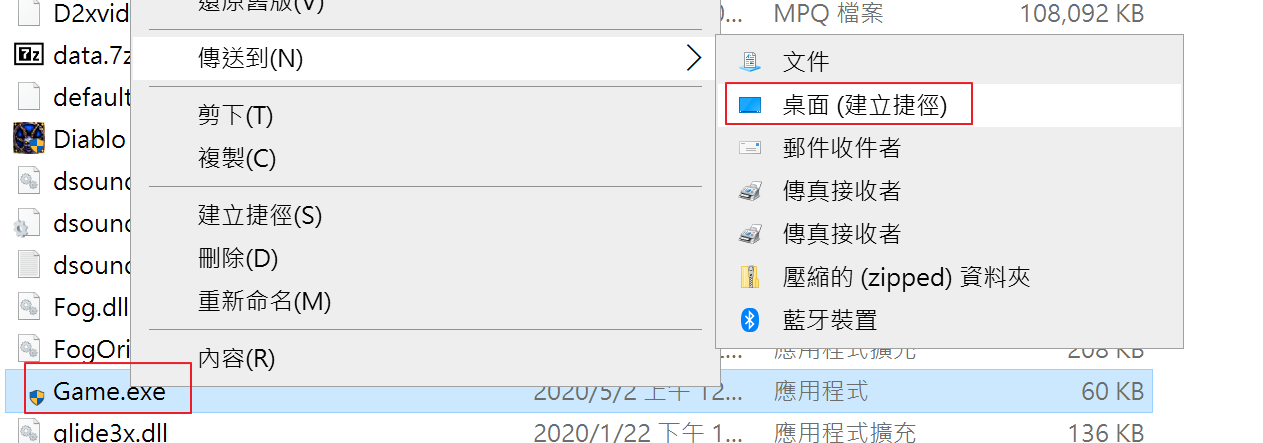 D2xvid
還原舊版(V)
MPQ 檔案 108,092 KB
data.7z
傳送到(N)
文件
default
剪下(T)
桌面 (建立捷徑)
Diablo
複製(C)
郵件收件者
dsound
傳真接收者
dsound
建立捷徑(S)
傳真接收者
dsound
刪除(D)
壓縮的 (zipped) 資料夾
Fog.dll
重新命名(M)
藍牙裝置
FogOri
內容(R)
應用程式擴充 208 KB
Game.exe 2020/5/2 上午 12... 應用程式 60 KB
glide3x.dll 2020/1/22 下午 1... 應用程式擴充 136 KB